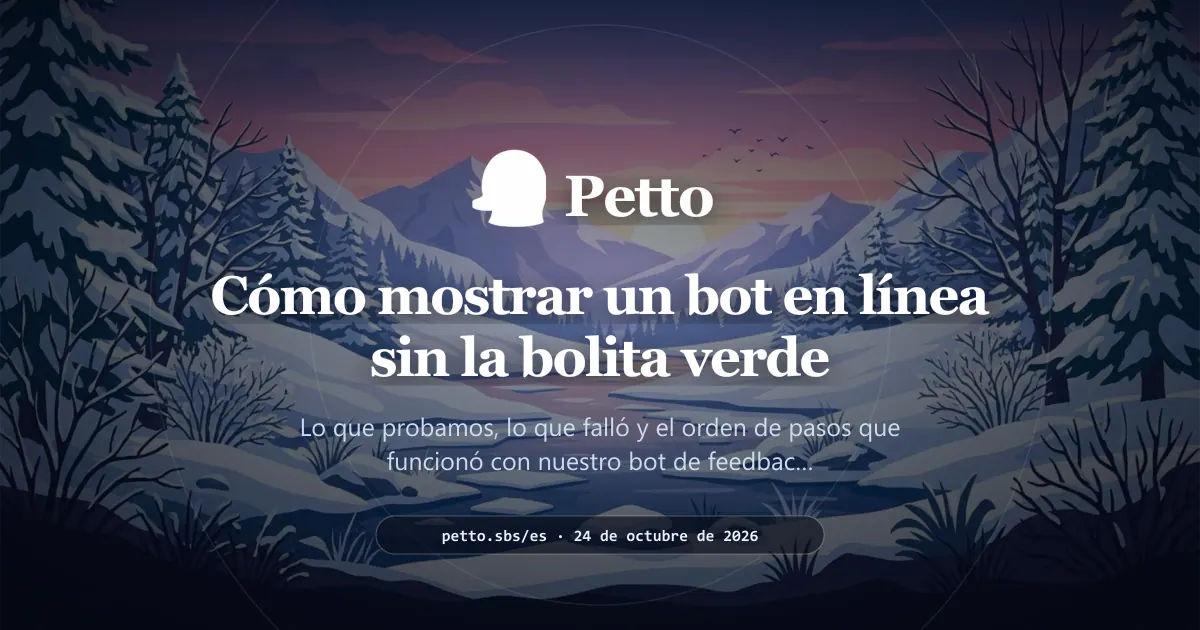 Petto
Cómo mostrar un bot en línea
sin la bolita verde
Lo que probamos, lo que falló y el orden de pasos que
funcionó con nuestro bot de feedbac...
petto.sbs/es · 24 de octubre de 2026